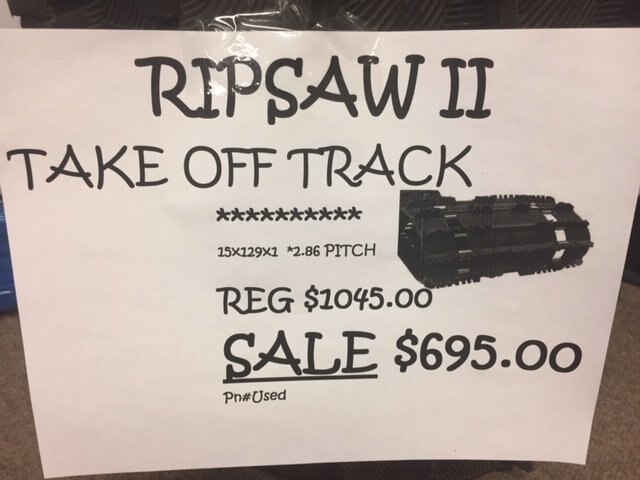 RIPSAW II
TAKE OFF TRACK
**********
15X129X1 *2.86 PITCH
REG $1045.00
SALE $695.00
Pn#Used